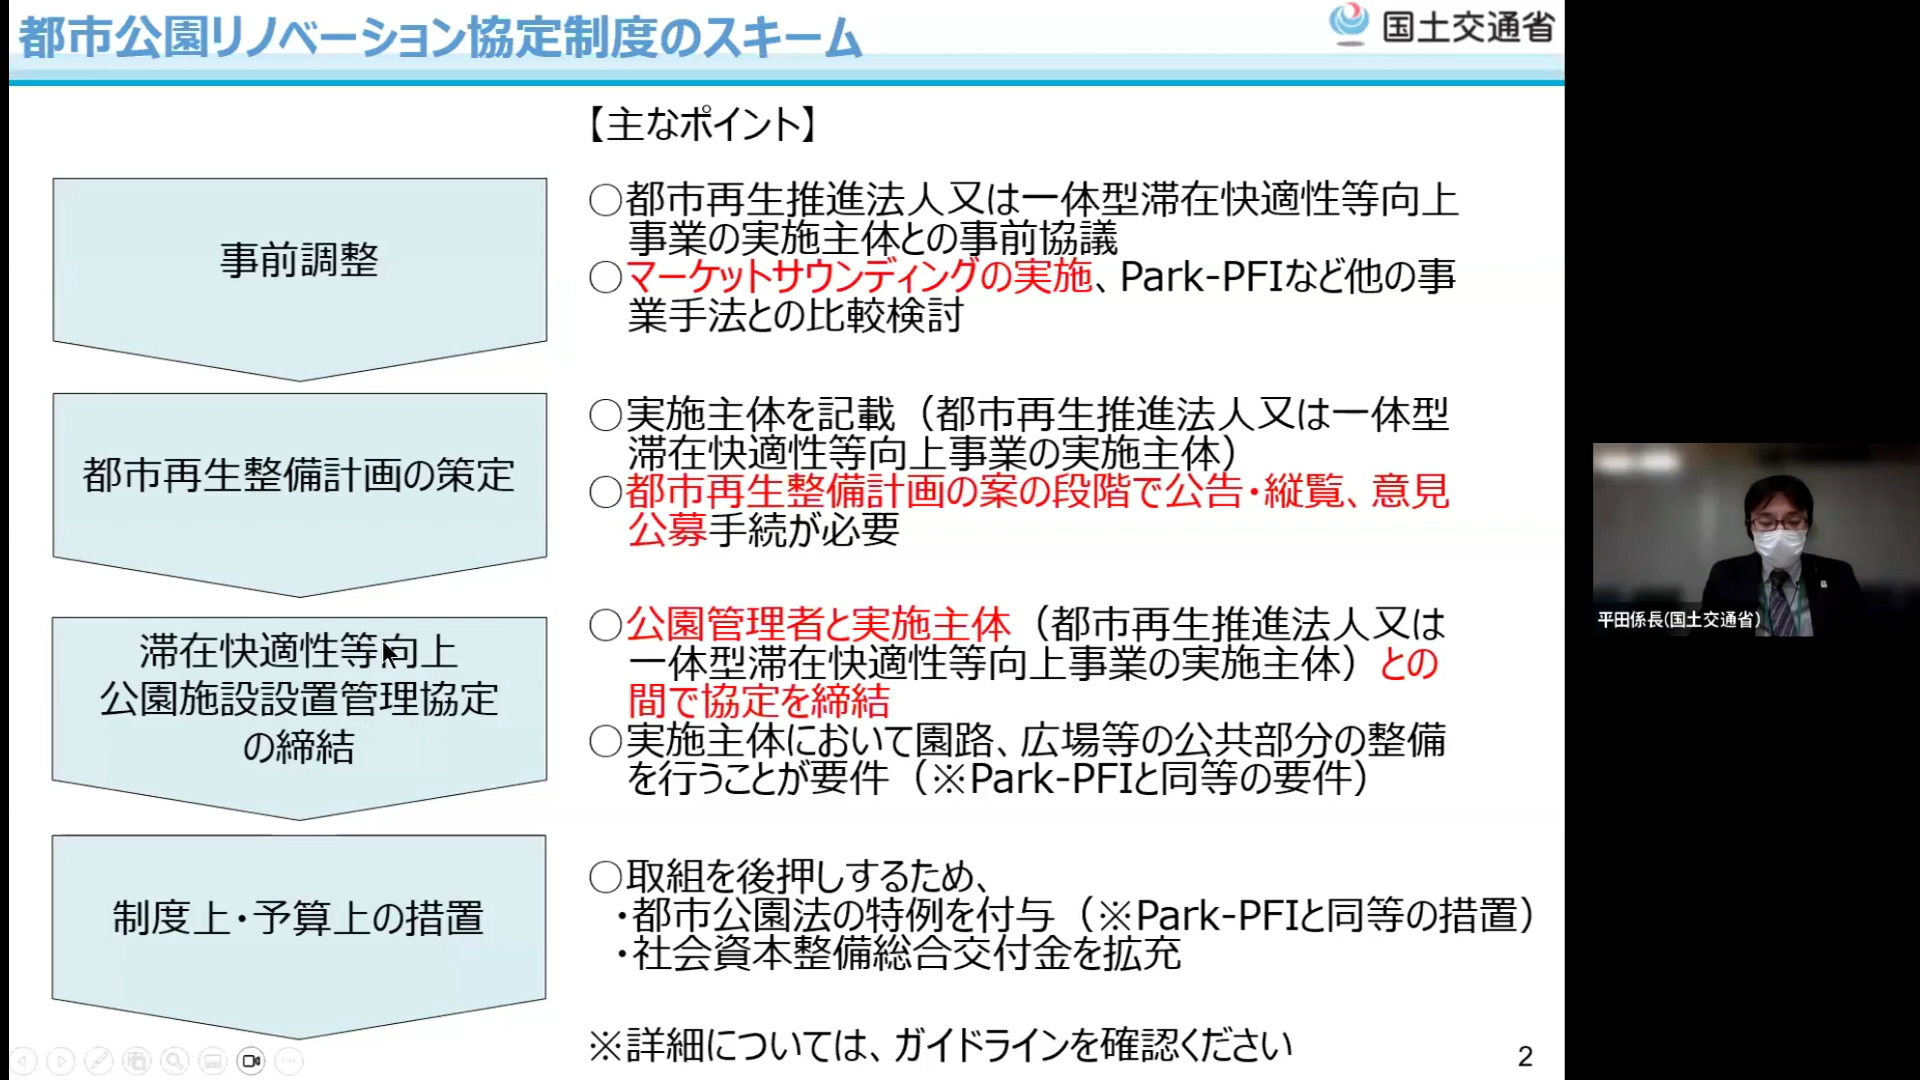 都市公園リノベーション協定制度のスキーム
国土交通省
【主なポイント】
事前調整
○都市再生推進法人又は一体型滞在快適性等向上
事業の実施主体との事前協議
○マーケットサウンディングの実施、Park-PFIなど他の事
業手法との比較検討
都市再生整備計画の策定
○実施主体を記載（都市再生推進法人又は一体型
滞在快適性等向上事業の実施主体）
○都市再生整備計画の案の段階で公告・縦覧、意見
公募手続が必要
滞在快適性等向上
公園施設設置管理協定
の締結
○公園管理者と実施主体（都市再生推進法人又は
一体型滞在快適性等向上事業の実施主体）との
間で協定を締結
○実施主体において園路、広場等の公共部分の整備
を行うことが要件（※Park-PFIと同等の要件）
制度上・予算上の措置
○取組を後押しするため、
・都市公園法の特例を付与（※Park-PFIと同等の措置）
・社会資本整備総合交付金を拡充
※詳細については、ガイドラインを確認ください
2
平田係長(国土交通省)